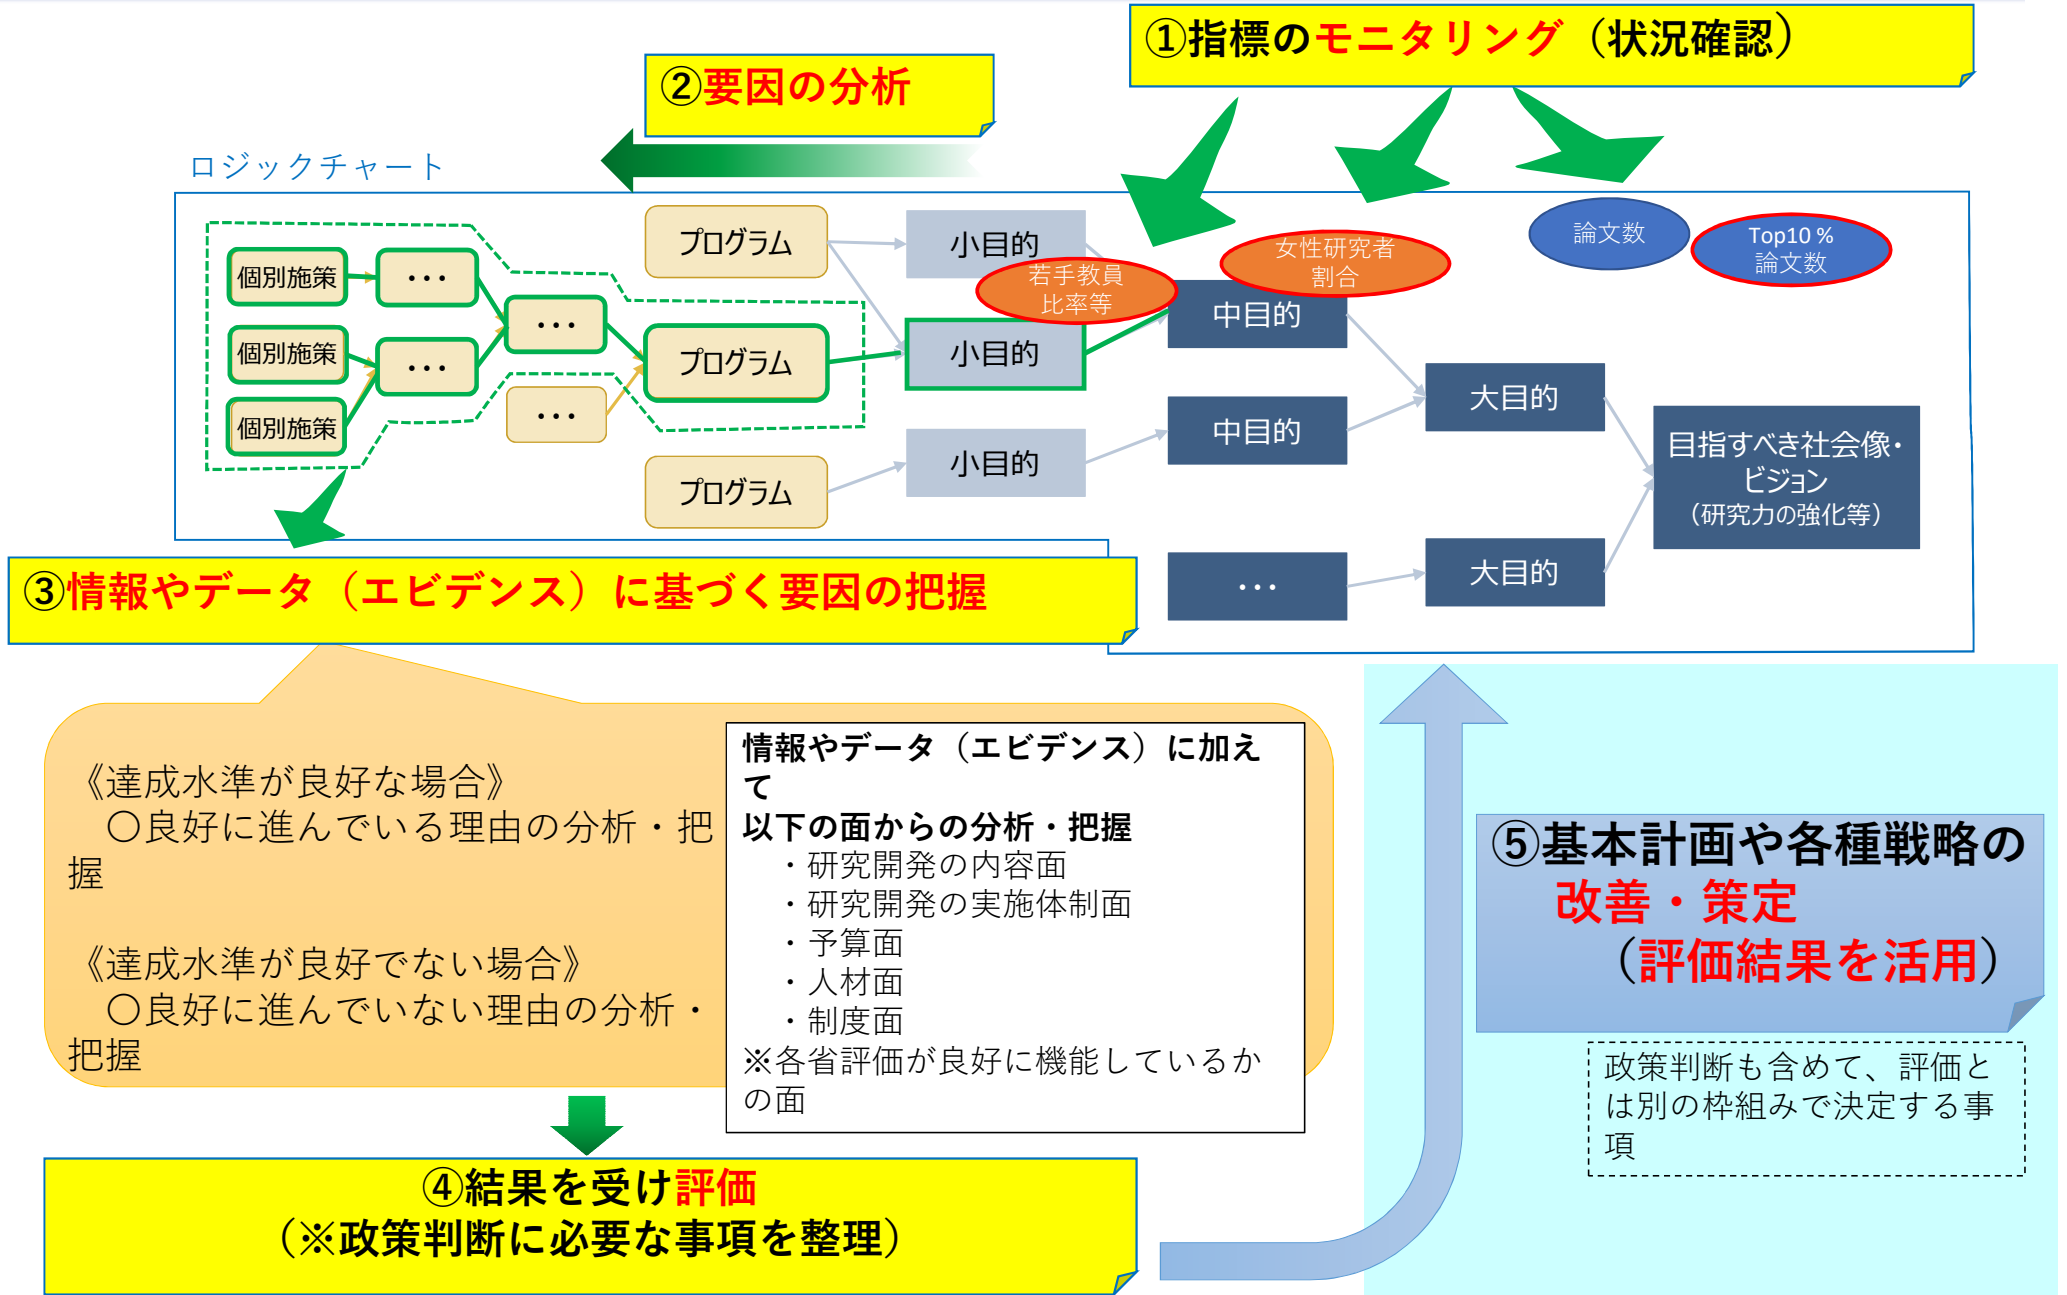 ①指標のモニタリング（状況確認）
②要因の分析
ロジックチャート
個別施策
・・・
個別施策
・・・
個別施策
・・・
・・・
プログラム
プログラム
プログラム
小目的
小目的
小目的
若手教員
比率等
女性研究者
割合
論文数
Top10％
論文数
中目的
中目的
・・・
大目的
大目的
目指すべき社会像・
ビジョン
（研究力の強化等）
③情報やデータ（エビデンス）に基づく要因の把握
《達成水準が良好な場合》
〇良好に進んでいる理由の分析・把
握
《達成水準が良好でない場合》
〇良好に進んでいない理由の分析・
把握
情報やデータ（エビデンス）に加え
て
以下の面からの分析・把握
・研究開発の内容面
・研究開発の実施体制面
・予算面
・人材面
・制度面
※各省評価が良好に機能しているか
の面
④結果を受け評価
（※政策判断に必要な事項を整理）
⑤基本計画や各種戦略の
改善・策定
（評価結果を活用）
政策判断も含めて、評価と
は別の枠組みで決定する事
項